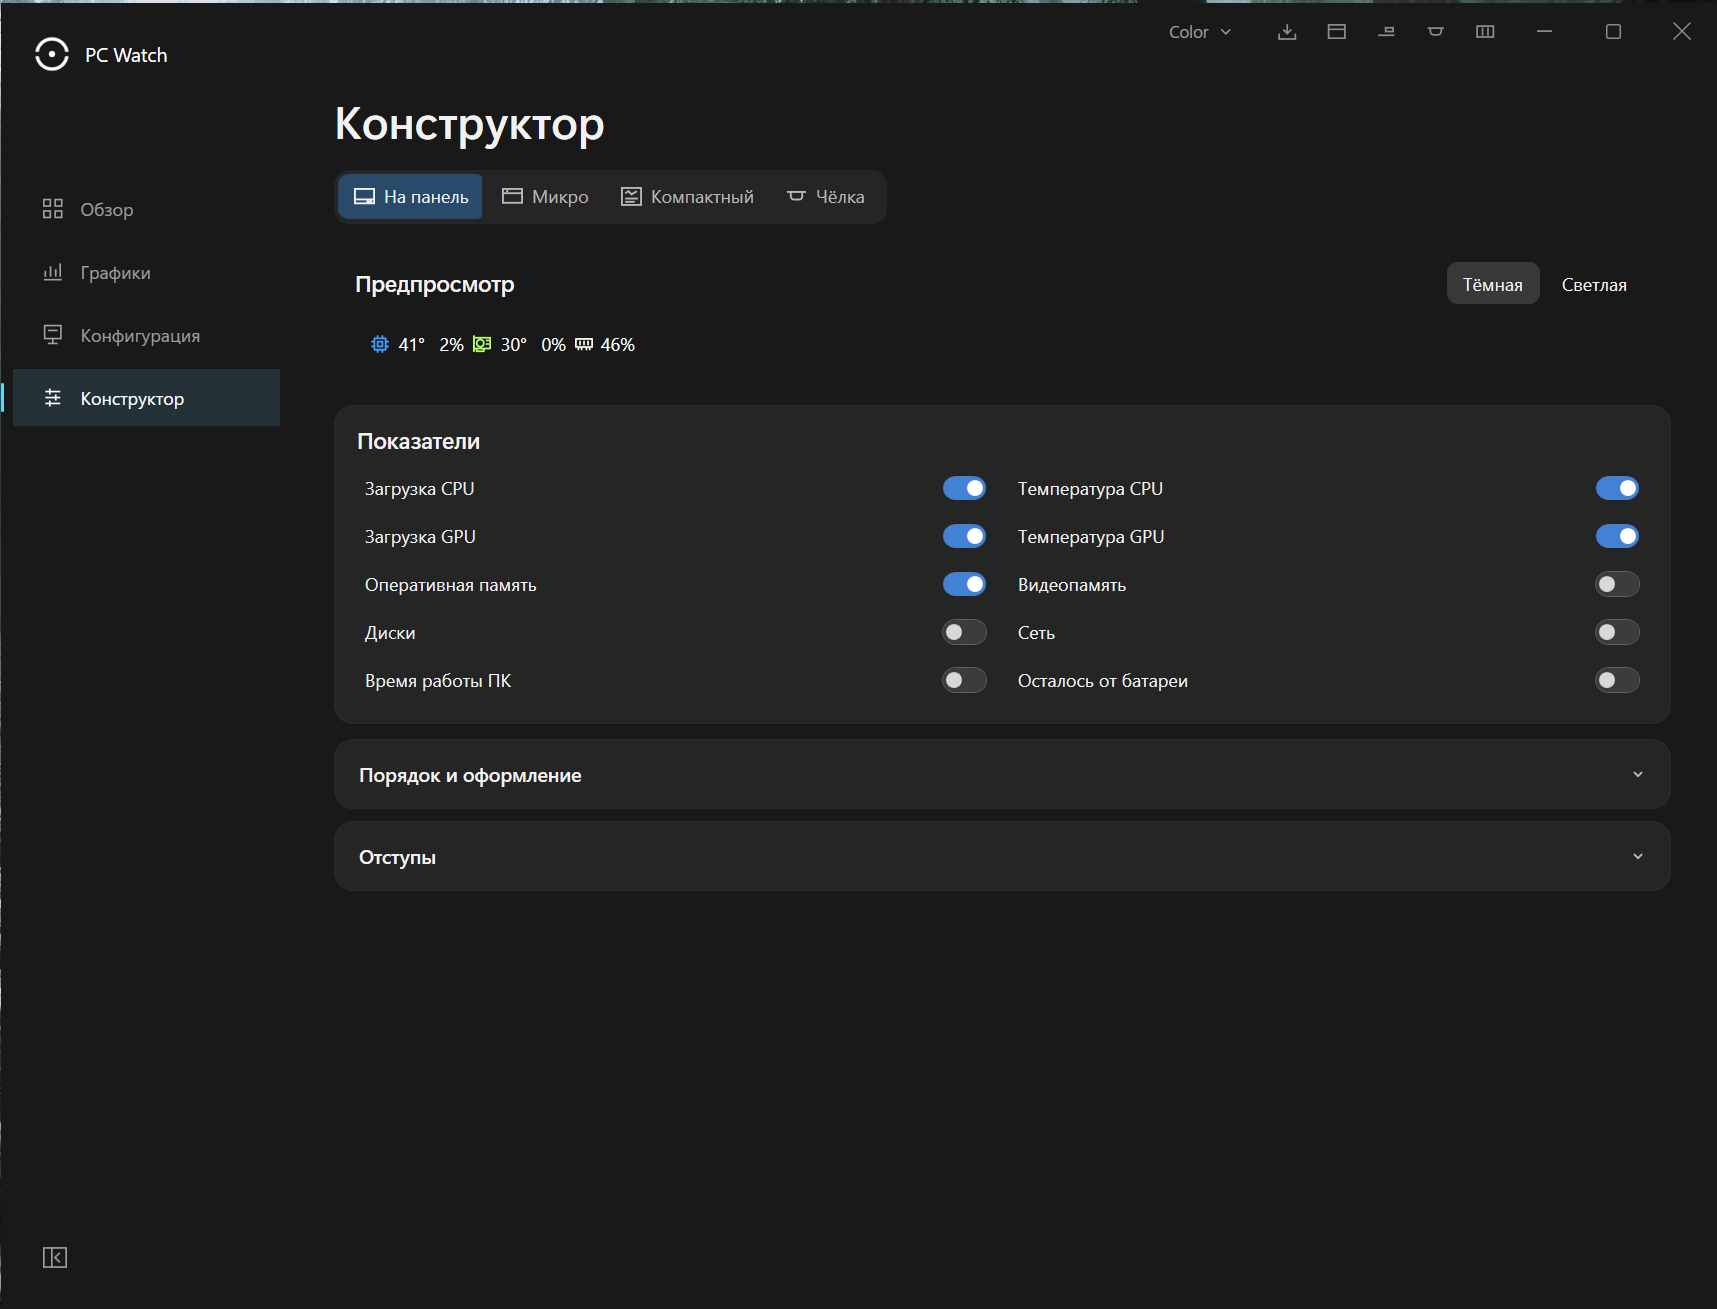 Color
PC Watch
Конструктор
На панель Микро Компактный Чёлка
Обзор
Графики
Конфигурация
Конструктор
Предпросмотр
Тёмная Светлая
41° 2% 30° 0% 46%
Показатели
Загрузка CPU Температура CPU
Загрузка GPU Температура GPU
Оперативная память Видеопамять
Диски Сеть
Время работы ПК Осталось от батареи
Порядок и оформление
Отступы